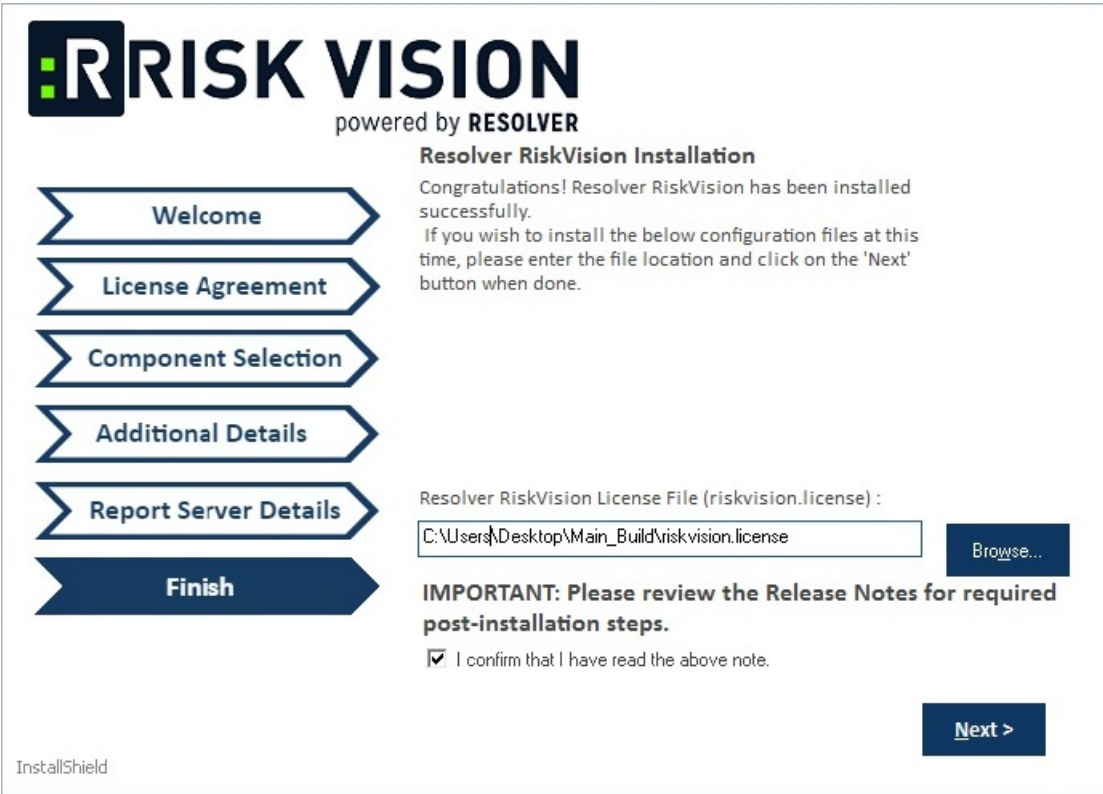 :R RISK VISION
powered by RESOLVER
Resolver RiskVision Installation
Congratulations! Resolver RiskVision has been installed
successfully.
If you wish to install the below configuration files at this
time, please enter the file location and click on the 'Next'
button when done.
Welcome
License Agreement
Component Selection
Additional Details
Report Server Details
Finish
Resolver RiskVision License File (riskvision.license) :
C:\Users\Desktop\Main_Build\riskvision.license
Browse...
IMPORTANT: Please review the Release Notes for required
post-installation steps.
I confirm that I have read the above note.
Next >
InstallShield